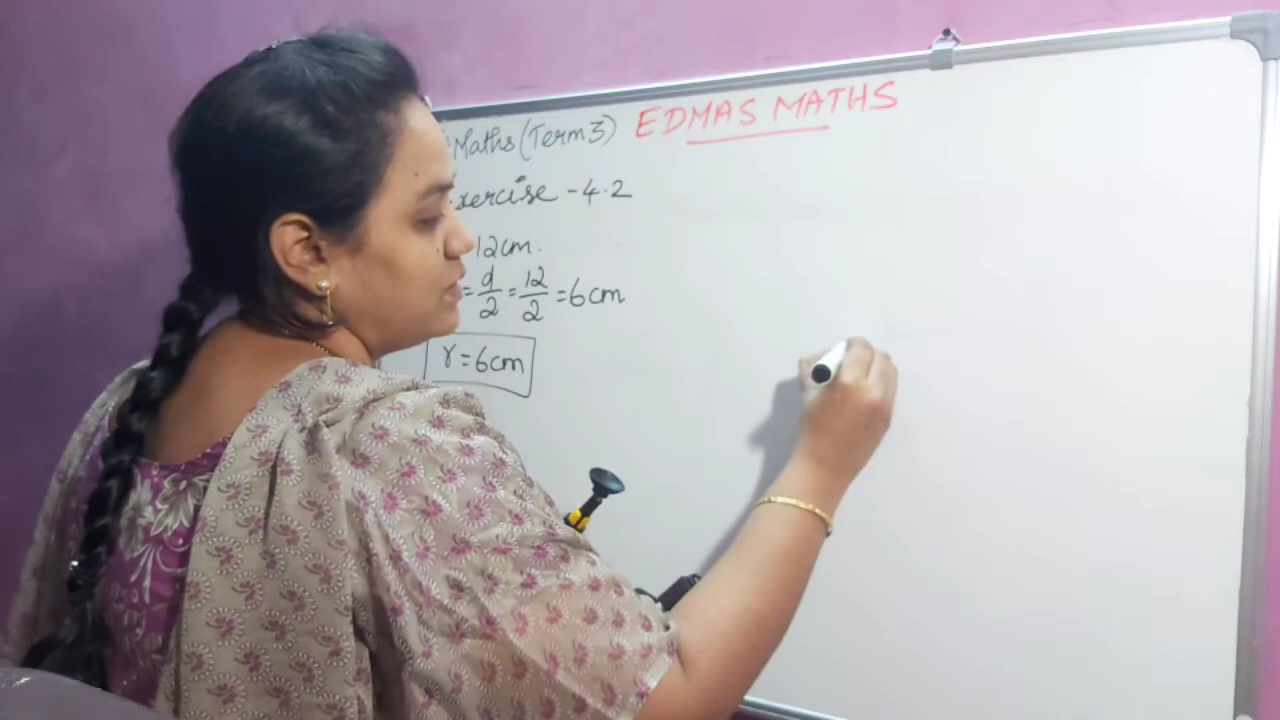 Maths (Term 3) EDMAS MATHS
xercise - 4.2
12cm.
= d/2 = 12/2 = 6cm
r = 6cm